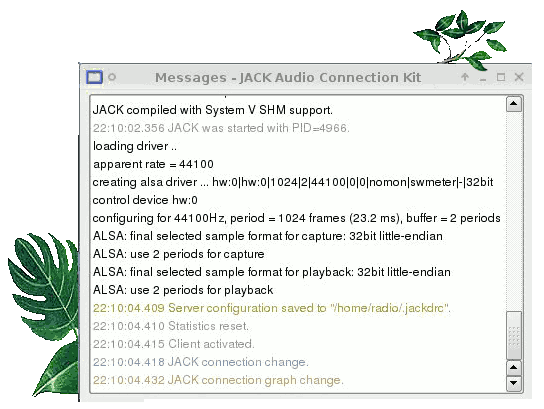 Messages - JACK Audio Connection Kit
JACK compiled with System V SHM support.
22:10:02.356 JACK was started with PID=4966.
loading driver ..
apparent rate = 44100
creating alsa driver ... hw:0|hw:0|1024|2|44100|0|0|nomon|swmeter|-|32bit
control device hw:0
configuring for 44100Hz, period = 1024 frames (23.2 ms), buffer = 2 periods
ALSA: final selected sample format for capture: 32bit little-endian
ALSA: use 2 periods for capture
ALSA: final selected sample format for playback: 32bit little-endian
ALSA: use 2 periods for playback
22:10:04.409 Server configuration saved to "/home/radio/.jackdrc".
22:10:04.410 Statistics reset.
22:10:04.415 Client activated.
22:10:04.418 JACK connection change.
22:10:04.432 JACK connection graph change.